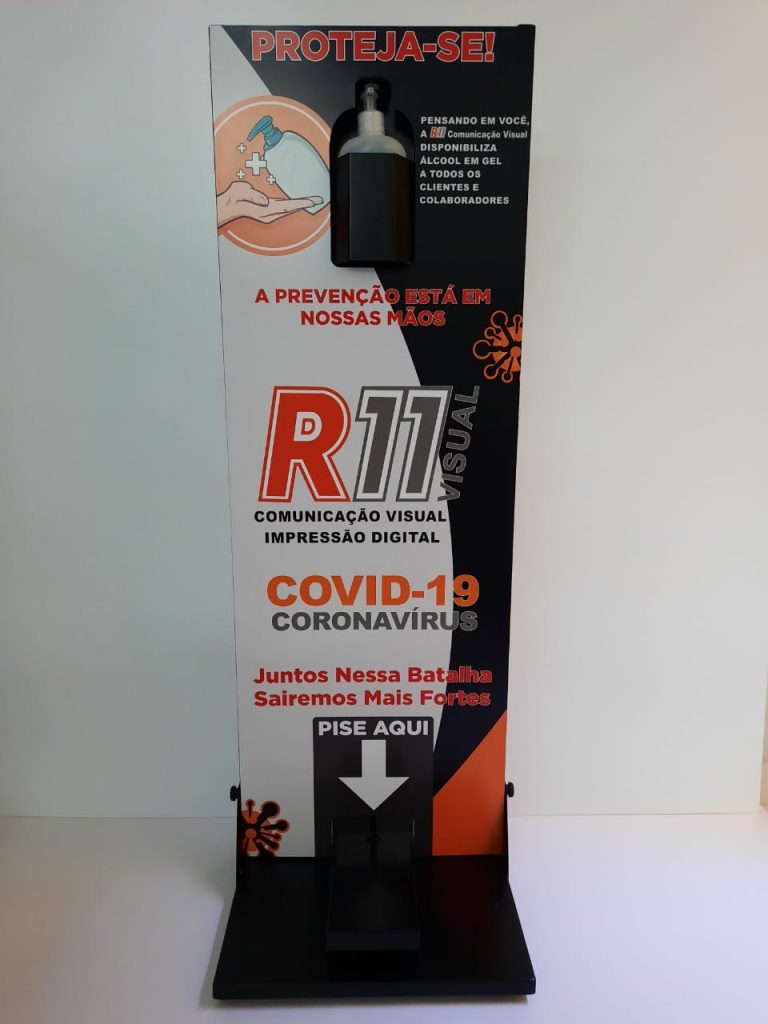 PROTEJA-SE!
PENSANDO EM VOCÊ,
A R11 Comunicação Visual
DISPONIBILIZA
ÁLCOOL EM GEL
A TODOS OS
CLIENTES E
COLABORADORES
A PREVENÇÃO ESTÁ EM
NOSSAS MÃOS
RD11
VISUAL
COMUNICAÇÃO VISUAL
IMPRESSÃO DIGITAL
COVID-19
CORONAVÍRUS
Juntos Nessa Batalha
Sairemos Mais Fortes
PISE AQUI